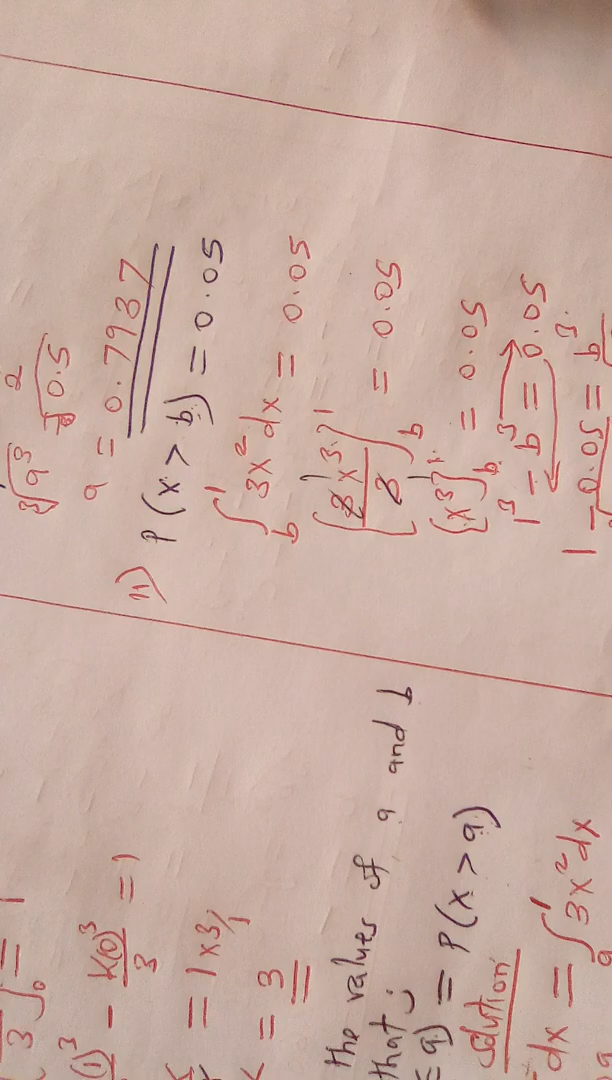 3]₀ = 1
(1)³ - K(0)³/3 = 1
K = 1 x 3/1
K = 3
the values of a and b
that;
≤ a) = P(x > a)
Solution
dx = ∫ₐ¹ 3x² dx
³√a³ √0.5
a = 0.7937
ii) P(x > b) = 0.05
∫_b¹ 3x² dx = 0.05
[3x³/3]_b¹ = 0.05
[x³]_b¹ = 0.05
1³ - b³ = 0.05
1 - 0.05 = b³